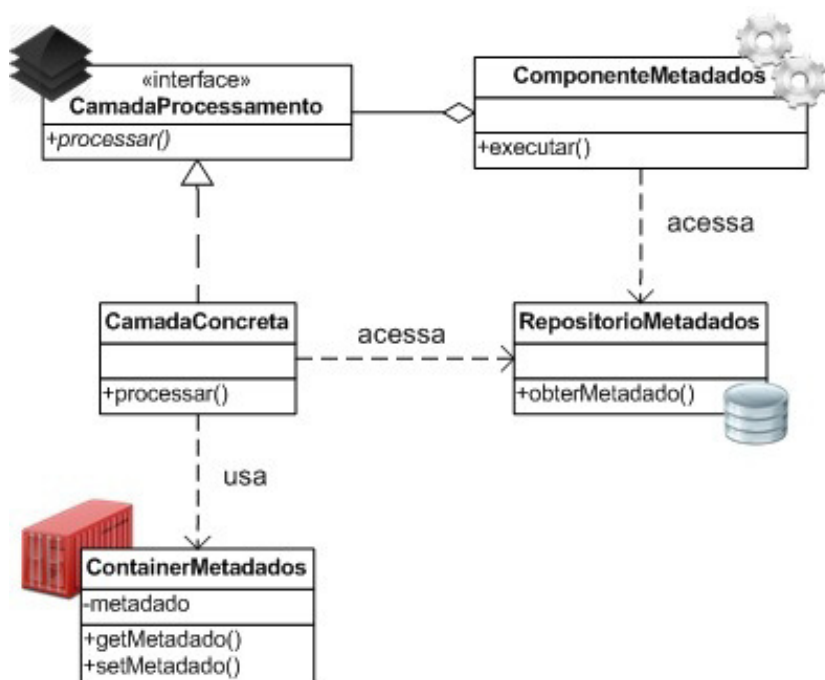 «interface»
CamadaProcessamento
+processar()
ComponenteMetadados
+executar()
acessa
CamadaConcreta
+processar()
acessa
RepositorioMetadados
+obterMetadado()
usa
ContainerMetadados
-metadado
+getMetadado()
+setMetadado()